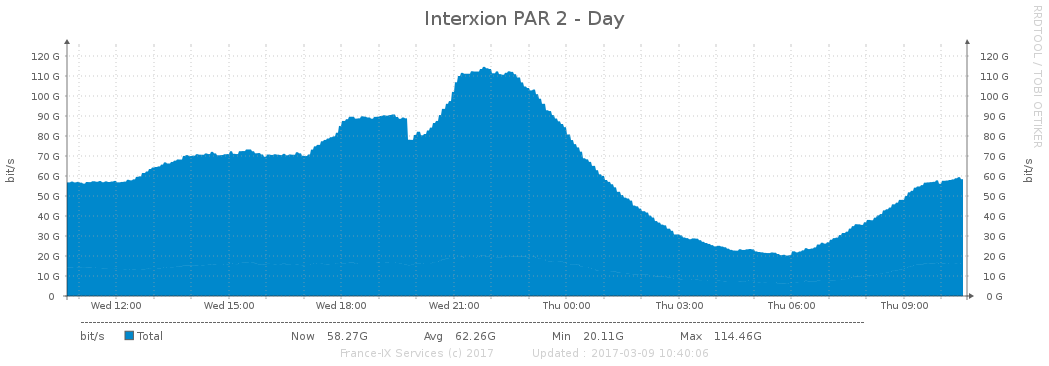 Interxion PAR 2 - Day
RRDTOOL / TOBI OETIKER
120 G 120 G
110 G 110 G
100 G 100 G
90 G 90 G
80 G 80 G
70 G 70 G
60 G 60 G
50 G 50 G
40 G 40 G
30 G 30 G
20 G 20 G
10 G 10 G
0 0 G
bit/s bit/s
Wed 12:00 Wed 15:00 Wed 18:00 Wed 21:00 Thu 00:00 Thu 03:00 Thu 06:00 Thu 09:00
bit/s Total Now 58.27G Avg 62.26G Min 20.11G Max 114.46G
France-IX Services (c) 2017 Updated : 2017-03-09 10:40:06